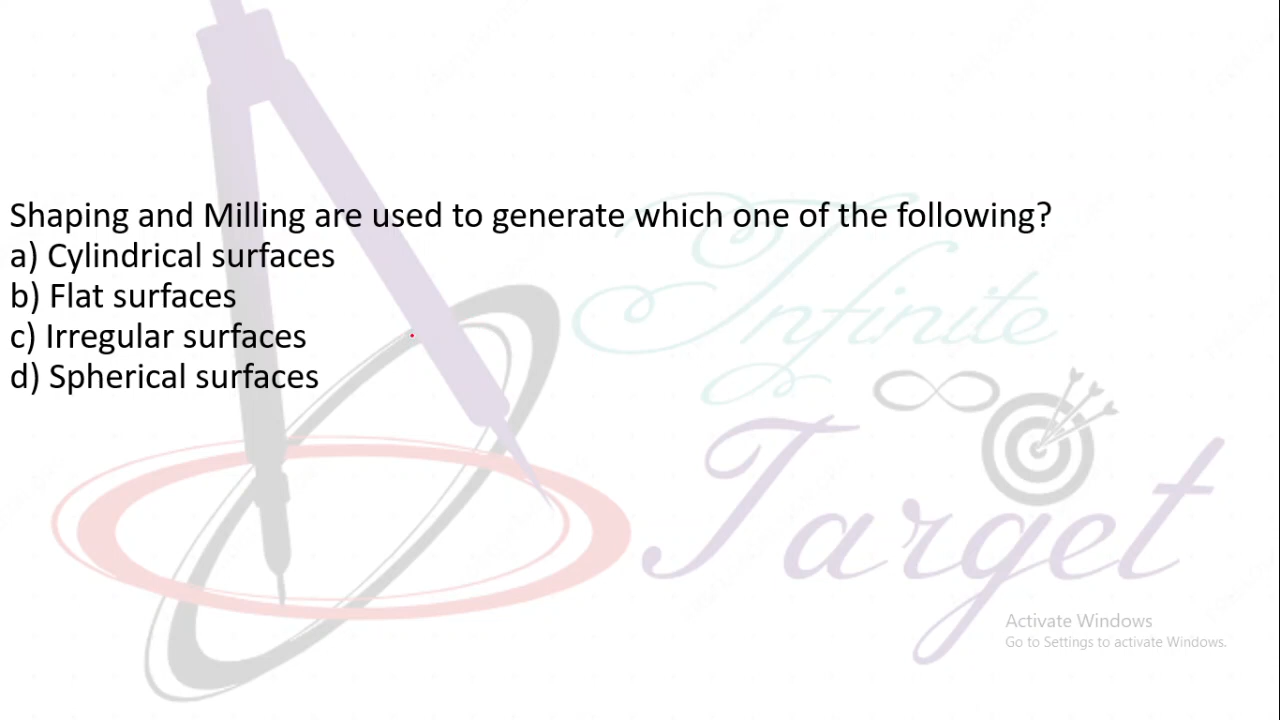 Shaping and Milling are used to generate which one of the following?
a) Cylindrical surfaces
b) Flat surfaces
c) Irregular surfaces
d) Spherical surfaces
Infinite
Target
Activate Windows
Go to Settings to activate Windows.